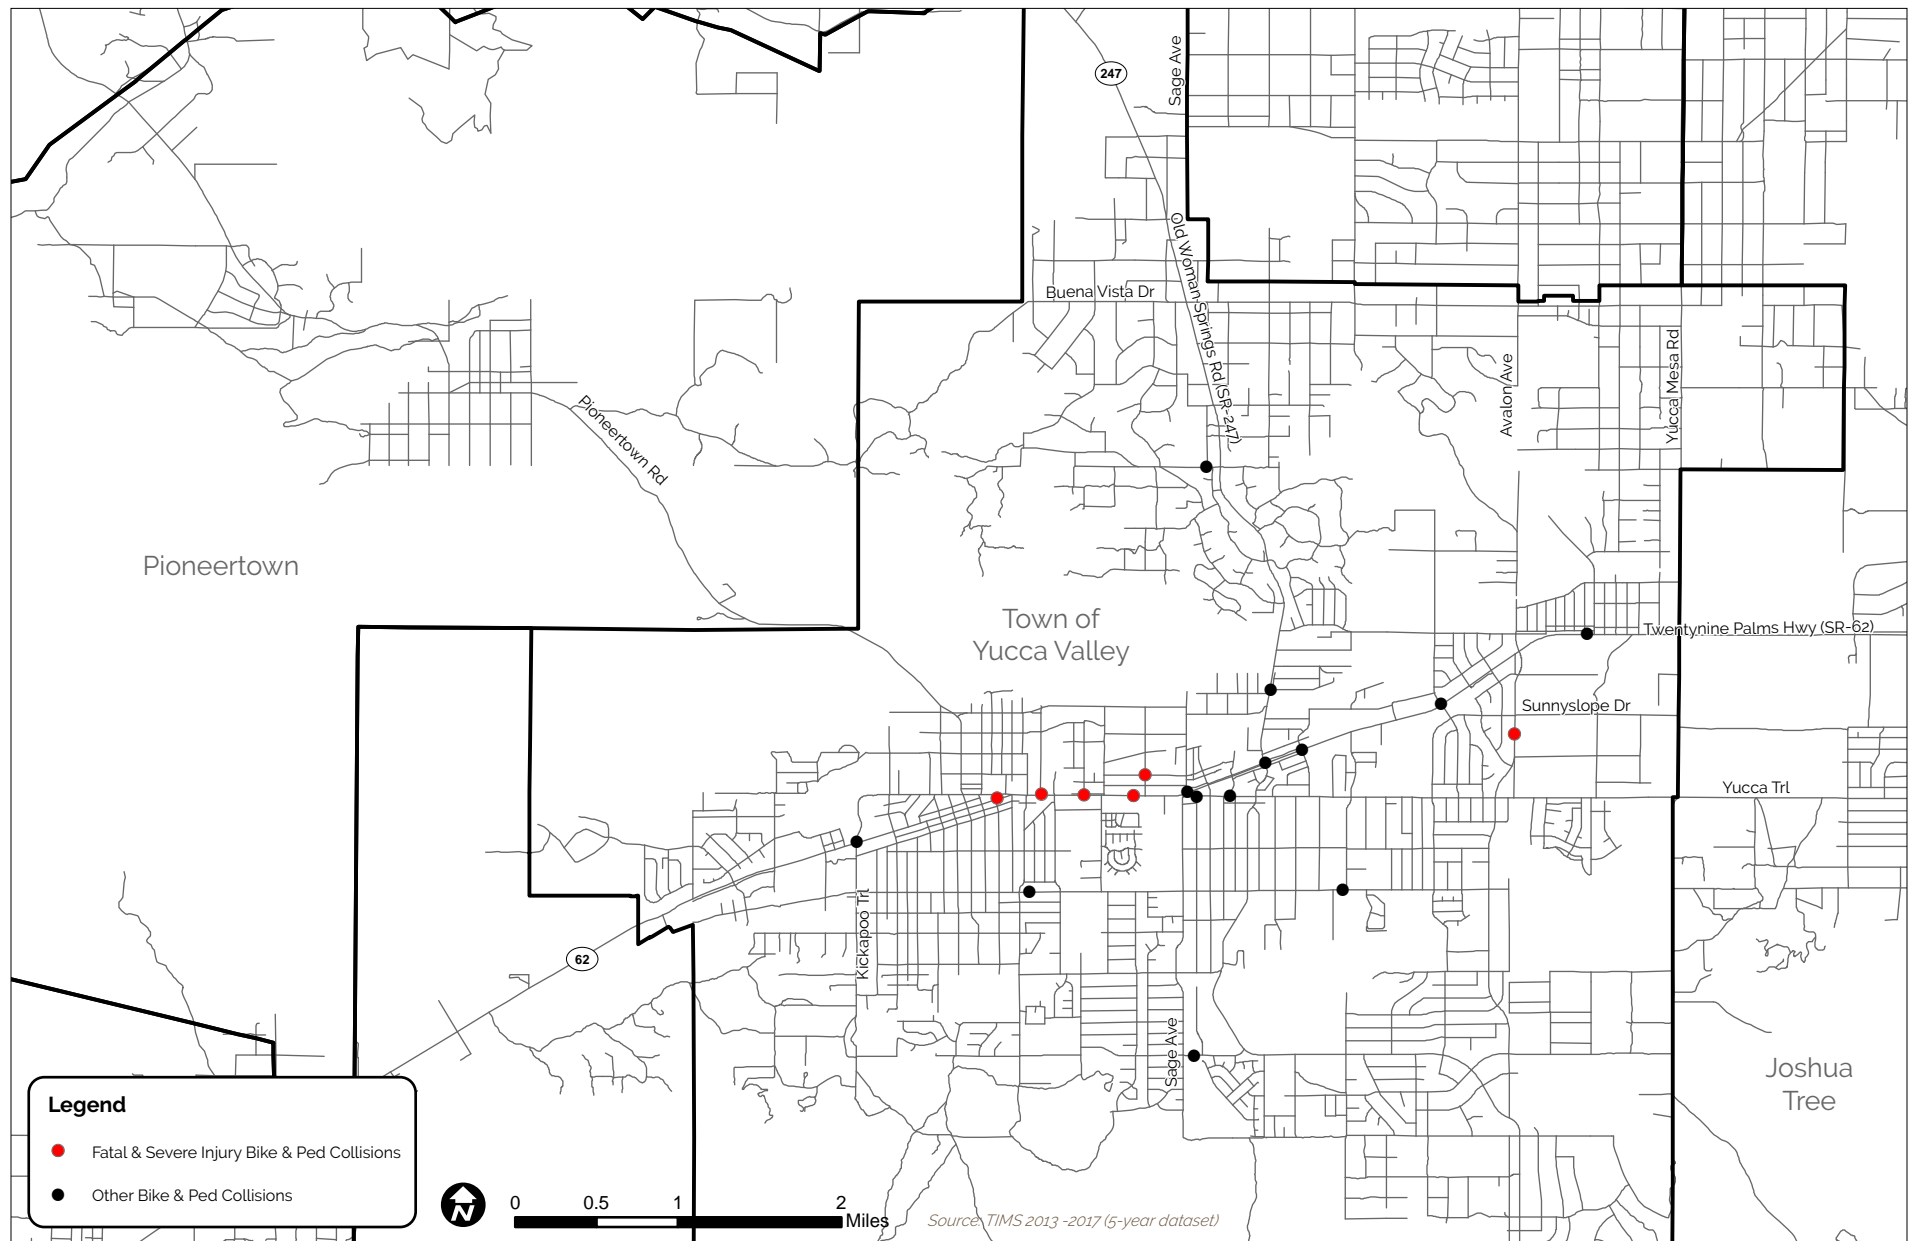 247
Sage Ave
Old Woman Springs Rd (SR-247)
Buena Vista Dr
Avalon Ave
Yucca Mesa Rd
Pioneertown Rd
Pioneertown
Town of
Yucca Valley
Twentynine Palms Hwy (SR-62)
Sunnyslope Dr
Yucca Trl
Kickapoo Trl
62
Sage Ave
Joshua
Tree
Legend
Fatal & Severe Injury Bike & Ped Collisions
Other Bike & Ped Collisions
N
0 0.5 1 2
Miles
Source: TIMS 2013 -2017 (5-year dataset)